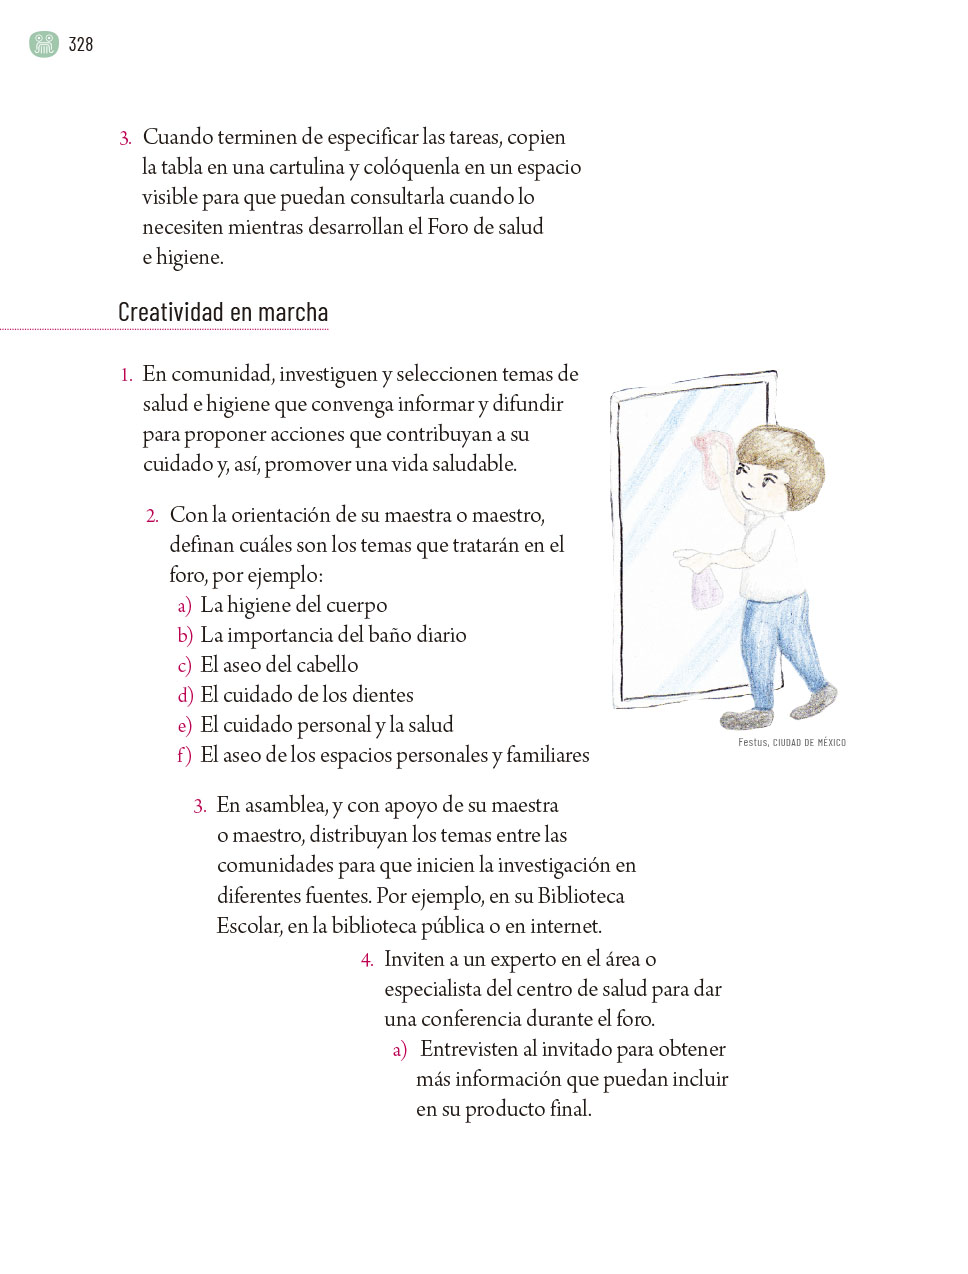 328
3. Cuando terminen de especificar las tareas, copien
la tabla en una cartulina y colóquenla en un espacio
visible para que puedan consultarla cuando lo
necesiten mientras desarrollan el Foro de salud
e higiene.
Creatividad en marcha
1. En comunidad, investiguen y seleccionen temas de
salud e higiene que convenga informar y difundir
para proponer acciones que contribuyan a su
cuidado y, así, promover una vida saludable.
2. Con la orientación de su maestra o maestro,
definan cuáles son los temas que tratarán en el
foro, por ejemplo:
a) La higiene del cuerpo
b) La importancia del baño diario
c) El aseo del cabello
d) El cuidado de los dientes
e) El cuidado personal y la salud
f) El aseo de los espacios personales y familiares
Festus, CIUDAD DE MÉXICO
3. En asamblea, y con apoyo de su maestra
o maestro, distribuyan los temas entre las
comunidades para que inicien la investigación en
diferentes fuentes. Por ejemplo, en su Biblioteca
Escolar, en la biblioteca pública o en internet.
4. Inviten a un experto en el área o
especialista del centro de salud para dar
una conferencia durante el foro.
a) Entrevisten al invitado para obtener
más información que puedan incluir
en su producto final.